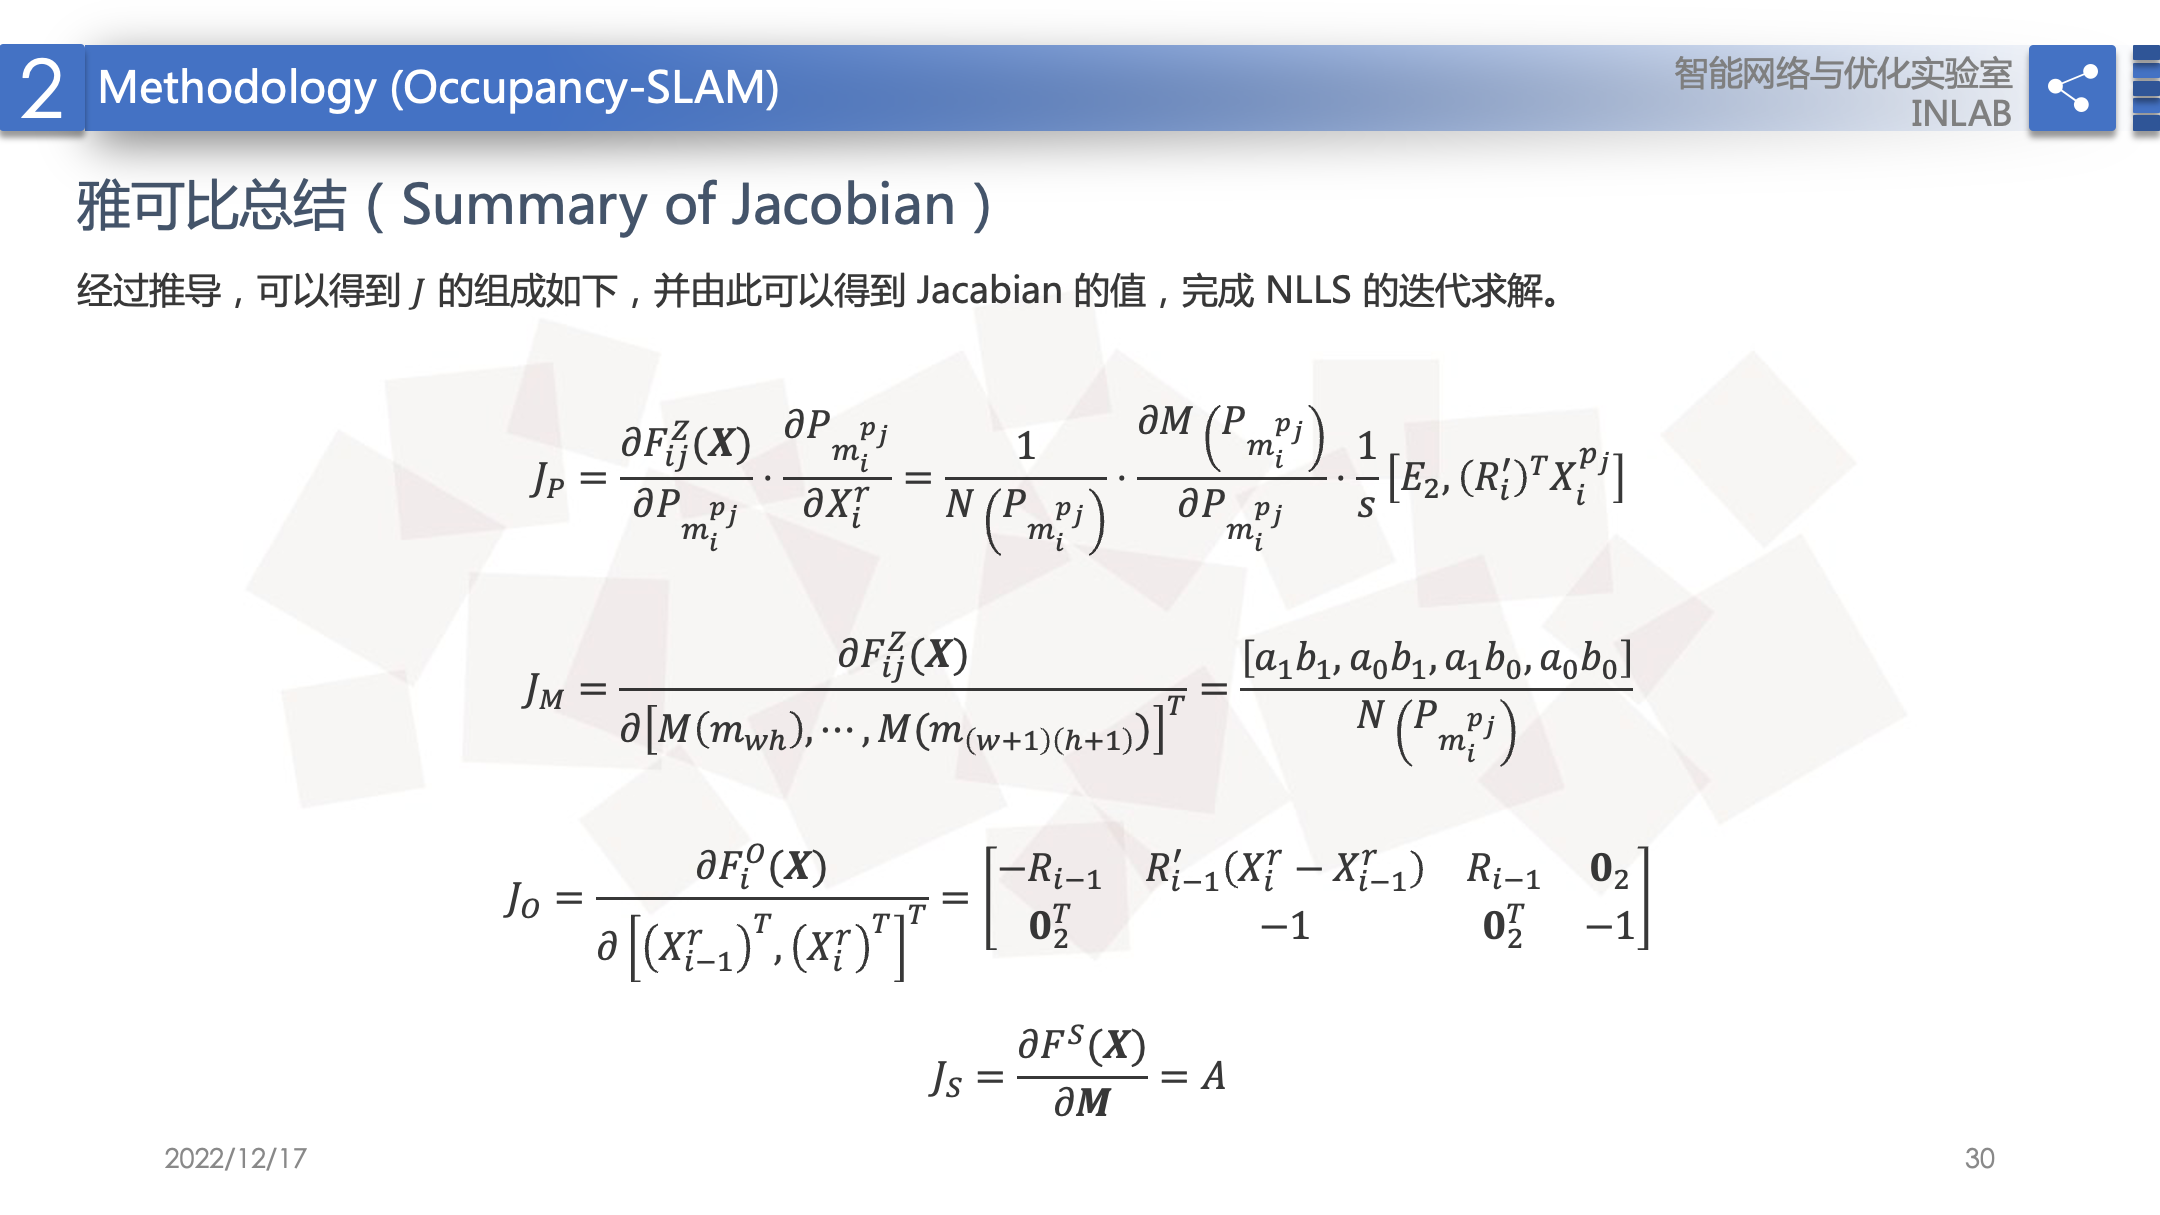 2 Methodology (Occupancy-SLAM)
智能网络与优化实验室
INLAB
雅可比总结（Summary of Jacobian）
经过推导，可以得到 J 的组成如下，并由此可以得到 Jacabian 的值，完成 NLLS 的迭代求解。
$J_P = \frac{\partial F_{ij}^Z(\boldsymbol{X})}{\partial P_{m_i^{p_j}}} \cdot \frac{\partial P_{m_i^{p_j}}}{\partial X_i^r} = \frac{1}{N\left(P_{m_i^{p_j}}\right)} \cdot \frac{\partial M\left(P_{m_i^{p_j}}\right)}{\partial P_{m_i^{p_j}}} \cdot \frac{1}{s}\left[E_2, (R_i')^T X_i^{p_j}\right]$
$J_M = \frac{\partial F_{ij}^Z(\boldsymbol{X})}{\partial \left[M(m_{wh}), \cdots, M(m_{(w+1)(h+1)})\right]^T} = \frac{[a_1b_1, a_0b_1, a_1b_0, a_0b_0]}{N\left(P_{m_i^{p_j}}\right)}$
$J_O = \frac{\partial F_i^O(\boldsymbol{X})}{\partial \left[\left(X_{i-1}^r\right)^T, \left(X_i^r\right)^T\right]^T} = \begin{bmatrix} -R_{i-1} & R_{i-1}'(X_i^r - X_{i-1}^r) & R_{i-1} & \mathbf{0}_2 \\ \mathbf{0}_2^T & -1 & \mathbf{0}_2^T & -1 \end{bmatrix}$
$J_S = \frac{\partial F^S(\boldsymbol{X})}{\partial \boldsymbol{M}} = A$
2022/12/17
30